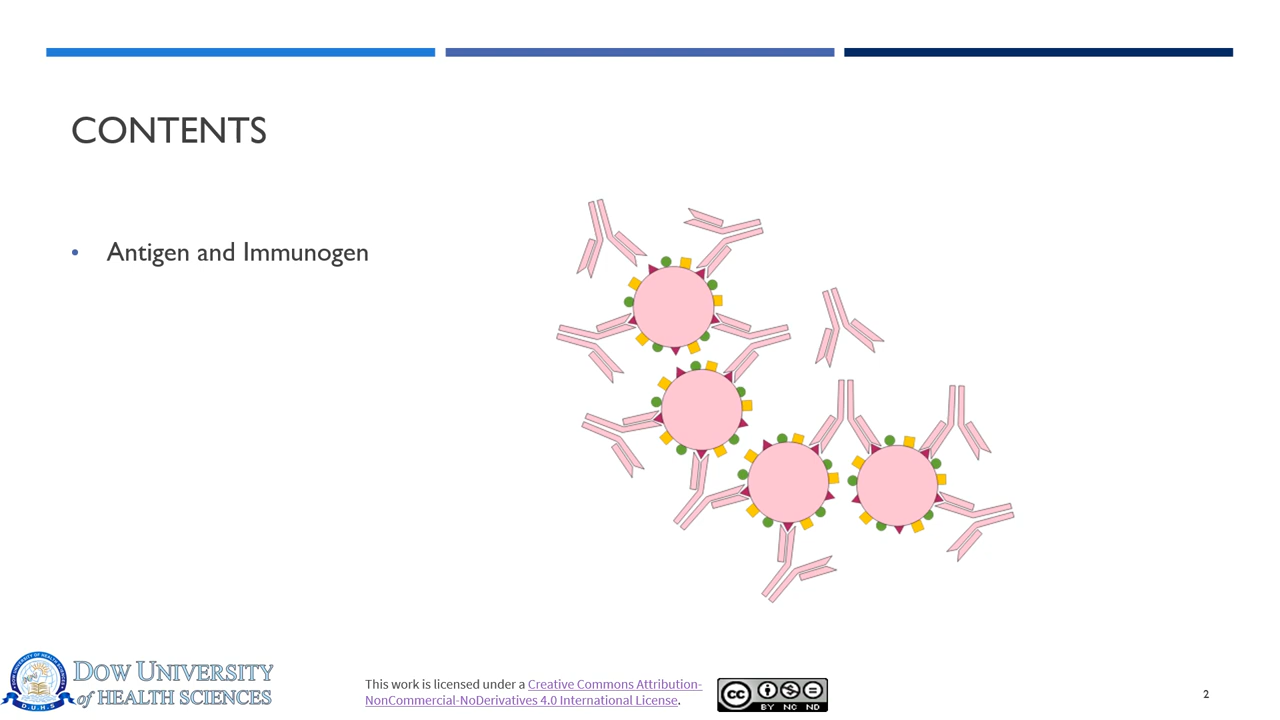 CONTENTS
• Antigen and Immunogen
DOW UNIVERSITY
of HEALTH SCIENCES
D.U.H.S
This work is licensed under a Creative Commons Attribution-
NonCommercial-NoDerivatives 4.0 International License.
cc
BY NC ND
2